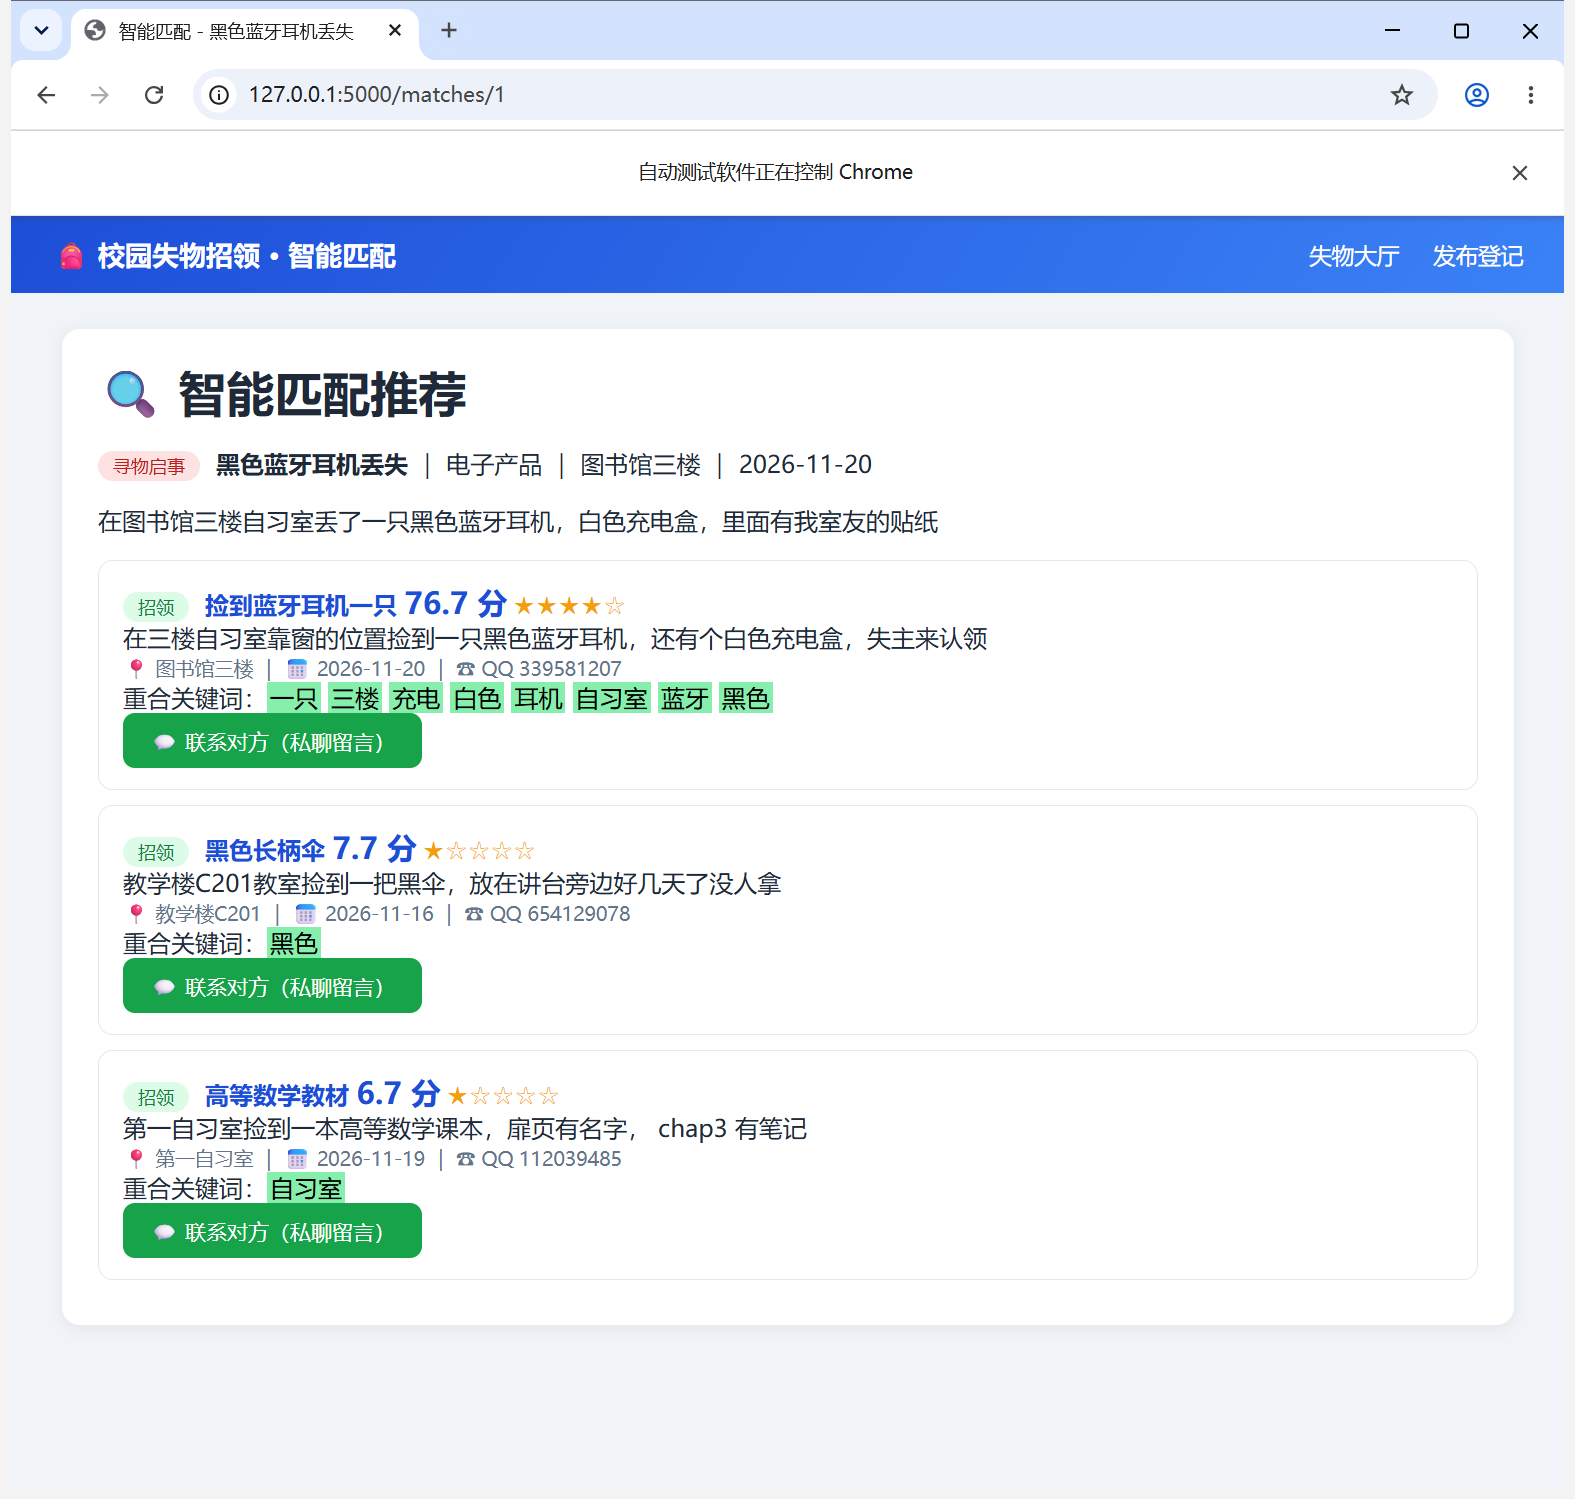 智能匹配 - 黑色蓝牙耳机丢失
127.0.0.1:5000/matches/1
自动测试软件正在控制 Chrome
校园失物招领 • 智能匹配
失物大厅 发布登记
智能匹配推荐
寻物启事 黑色蓝牙耳机丢失 | 电子产品 | 图书馆三楼 | 2026-11-20
在图书馆三楼自习室丢了一只黑色蓝牙耳机，白色充电盒，里面有我室友的贴纸
招领 捡到蓝牙耳机一只 76.7 分 ★★★★☆
在三楼自习室靠窗的位置捡到一只黑色蓝牙耳机，还有个白色充电盒，失主来认领
图书馆三楼 | 2026-11-20 | ☎ QQ 339581207
重合关键词： 一只 三楼 充电 白色 耳机 自习室 蓝牙 黑色
联系对方（私聊留言）
招领 黑色长柄伞 7.7 分 ★☆☆☆☆
教学楼C201教室捡到一把黑伞，放在讲台旁边好几天了没人拿
教学楼C201 | 2026-11-16 | ☎ QQ 654129078
重合关键词： 黑色
联系对方（私聊留言）
招领 高等数学教材 6.7 分 ★☆☆☆☆
第一自习室捡到一本高等数学课本，扉页有名字， chap3 有笔记
第一自习室 | 2026-11-19 | ☎ QQ 112039485
重合关键词： 自习室
联系对方（私聊留言）